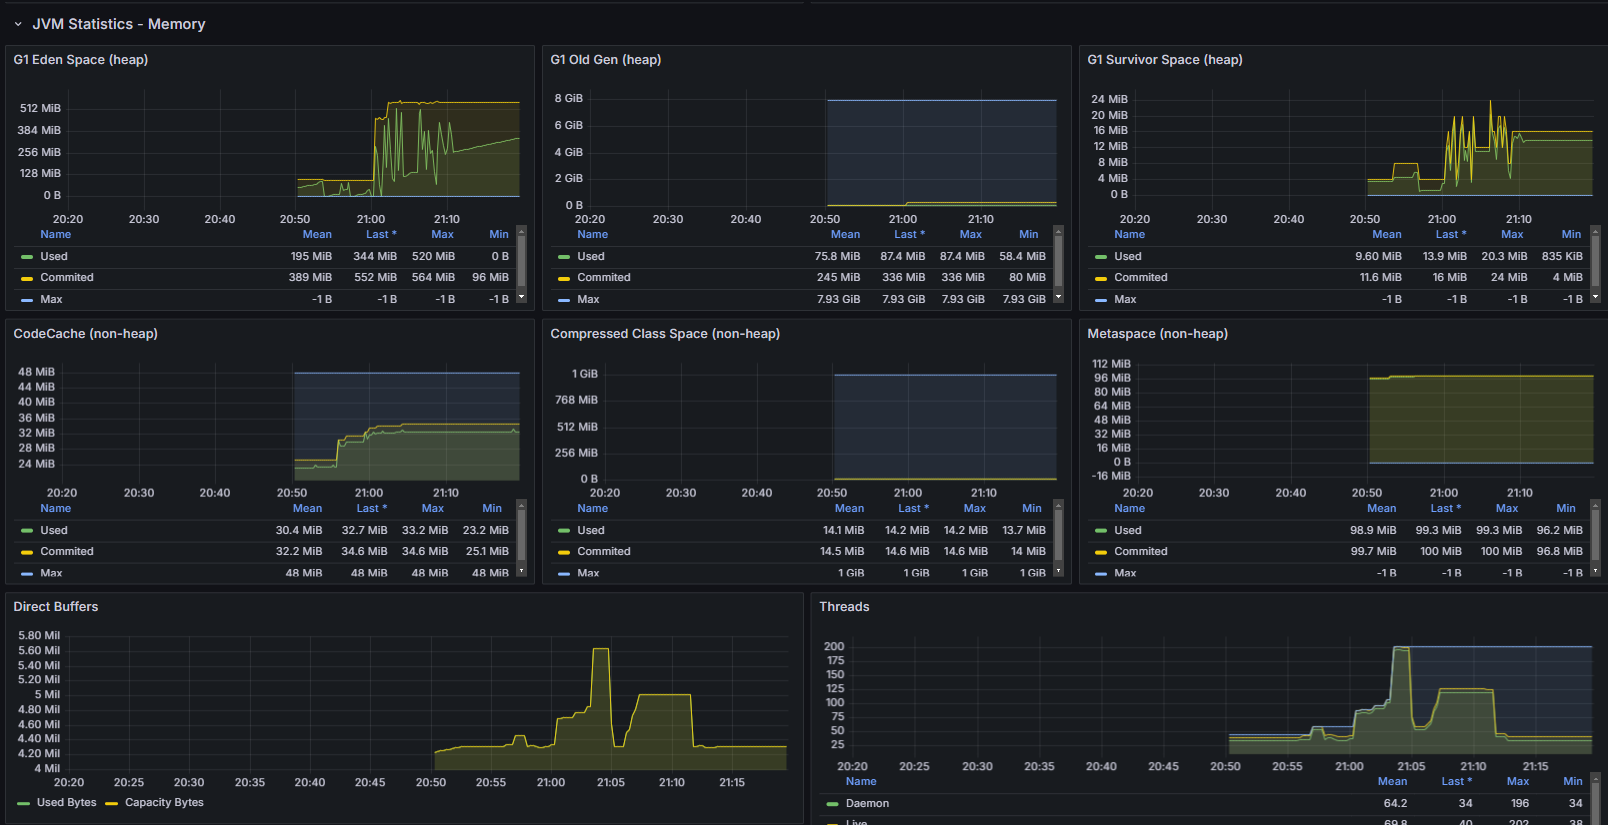 JVM Statistics - Memory
G1 Eden Space (heap)
512 MiB
384 MiB
256 MiB
128 MiB
0 B
20:20 20:30 20:40 20:50 21:00 21:10
Name Mean Last * Max Min
Used 195 MiB 344 MiB 520 MiB 0 B
Commited 389 MiB 552 MiB 564 MiB 96 MiB
Max -1 B -1 B -1 B -1 B
G1 Old Gen (heap)
8 GiB
6 GiB
4 GiB
2 GiB
0 B
20:20 20:30 20:40 20:50 21:00 21:10
Name Mean Last * Max Min
Used 75.8 MiB 87.4 MiB 87.4 MiB 58.4 MiB
Commited 245 MiB 336 MiB 336 MiB 80 MiB
Max 7.93 GiB 7.93 GiB 7.93 GiB 7.93 GiB
G1 Survivor Space (heap)
24 MiB
20 MiB
16 MiB
12 MiB
8 MiB
4 MiB
0 B
20:20 20:30 20:40 20:50 21:00 21:10
Name Mean Last * Max Min
Used 9.60 MiB 13.9 MiB 20.3 MiB 835 KiB
Commited 11.6 MiB 16 MiB 24 MiB 4 MiB
Max -1 B -1 B -1 B -1 B
CodeCache (non-heap)
48 MiB
44 MiB
40 MiB
36 MiB
32 MiB
28 MiB
24 MiB
20:20 20:30 20:40 20:50 21:00 21:10
Name Mean Last * Max Min
Used 30.4 MiB 32.7 MiB 33.2 MiB 23.2 MiB
Commited 32.2 MiB 34.6 MiB 34.6 MiB 25.1 MiB
Max 48 MiB 48 MiB 48 MiB 48 MiB
Compressed Class Space (non-heap)
1 GiB
768 MiB
512 MiB
256 MiB
0 B
20:20 20:30 20:40 20:50 21:00 21:10
Name Mean Last * Max Min
Used 14.1 MiB 14.2 MiB 14.2 MiB 13.7 MiB
Commited 14.5 MiB 14.6 MiB 14.6 MiB 14 MiB
Max 1 GiB 1 GiB 1 GiB 1 GiB
Metaspace (non-heap)
112 MiB
96 MiB
80 MiB
64 MiB
48 MiB
32 MiB
16 MiB
0 B
-16 MiB
20:20 20:30 20:40 20:50 21:00 21:10
Name Mean Last * Max Min
Used 98.9 MiB 99.3 MiB 99.3 MiB 96.2 MiB
Commited 99.7 MiB 100 MiB 100 MiB 96.8 MiB
Max -1 B -1 B -1 B -1 B
Direct Buffers
5.80 Mil
5.60 Mil
5.40 Mil
5.20 Mil
5 Mil
4.80 Mil
4.60 Mil
4.40 Mil
4.20 Mil
4 Mil
20:20 20:25 20:30 20:35 20:40 20:45 20:50 20:55 21:00 21:05 21:10 21:15
Used Bytes Capacity Bytes
Threads
200
175
150
125
100
75
50
25
20:20 20:25 20:30 20:35 20:40 20:45 20:50 20:55 21:00 21:05 21:10 21:15
Name Mean Last * Max Min
Daemon 64.2 34 196 34
Live 69.8 40 202 38